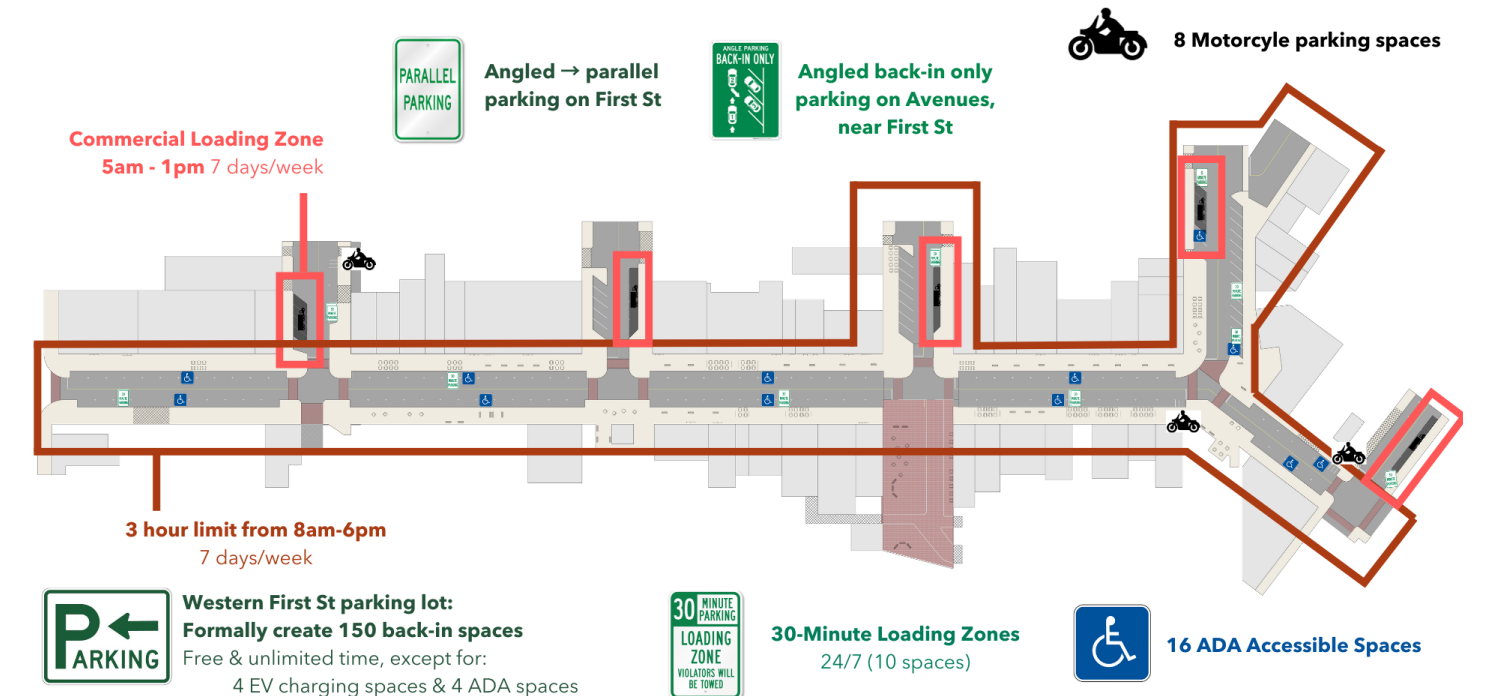 8 Motorcyle parking spaces
PARALLEL
PARKING
Angled → parallel
parking on First St
ANGLE PARKING
BACK-IN ONLY
Angled back-in only
parking on Avenues,
near First St
Commercial Loading Zone
5am - 1pm 7 days/week
3 hour limit from 8am-6pm
7 days/week
PARKING
Western First St parking lot:
Formally create 150 back-in spaces
Free & unlimited time, except for:
4 EV charging spaces & 4 ADA spaces
30 MINUTE
PARKING
LOADING
ZONE
VIOLATORS WILL
BE TOWED
30-Minute Loading Zones
24/7 (10 spaces)
16 ADA Accessible Spaces